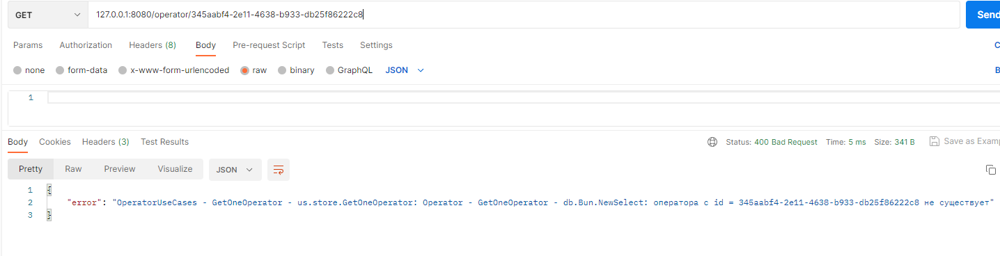 GET 127.0.0.1:8080/operator/345aabf4-2e11-4638-b933-db25f86222c8 Send
Params Authorization Headers (8) Body Pre-request Script Tests Settings C
none form-data x-www-form-urlencoded raw binary GraphQL JSON B
1
Body Cookies Headers (3) Test Results Status: 400 Bad Request Time: 5 ms Size: 341 B Save as Examp
Pretty Raw Preview Visualize JSON
1 {
2 "error": "OperatorUseCases - GetOneOperator - us.store.GetOneOperator: Operator - GetOneOperator - db.Bun.NewSelect: оператора с id = 345aabf4-2e11-4638-b933-db25f86222c8 не существует"
3 }